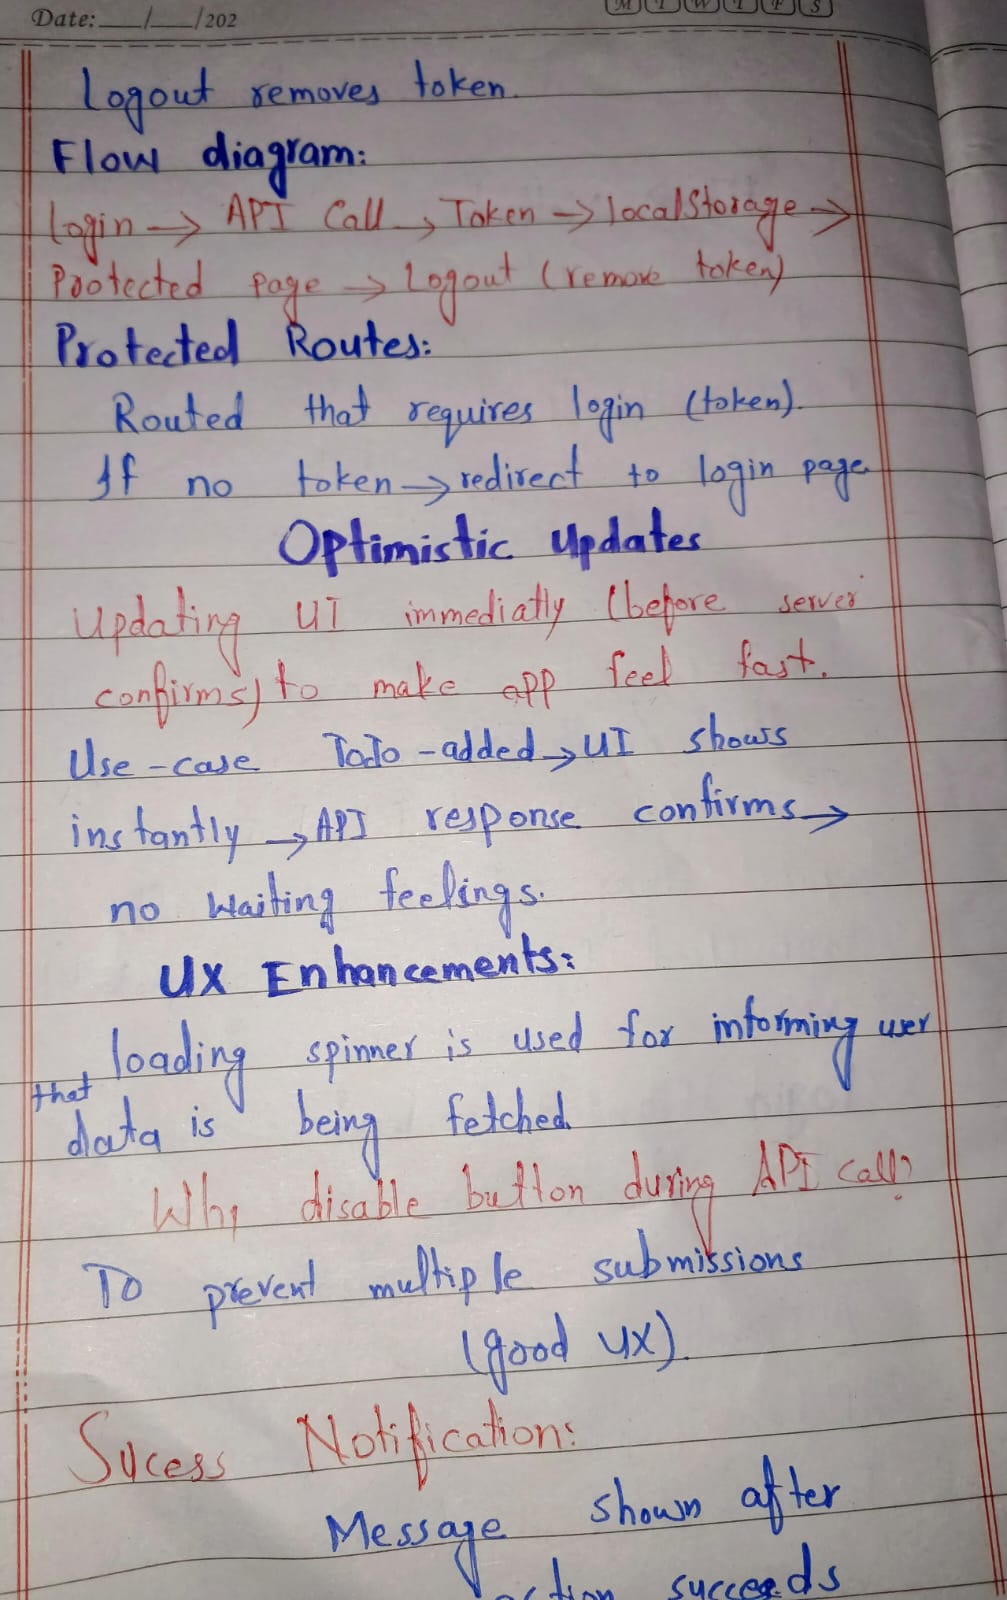 Date: __/__/202
M T W T F S
Logout removes token.
Flow diagram:
Login → API Call → Token → localStorage →
Protected page → Logout (remove token)
Protected Routes:
Routed that requires login (token).
If no token → redirect to login page
Optimistic Updates
Updating UI immediatly (before server
confirms) to make app feel fast.
Use-case ToDo-added → UI shows
instantly → API response confirms →
no waiting feelings.
UX Enhancements:
loading spinner is used for informing user
that data is being fetched
Why disable button during API call?
To prevent multiple submissions
(good UX).
Sucess Notification:
Message shown after
action succeeds